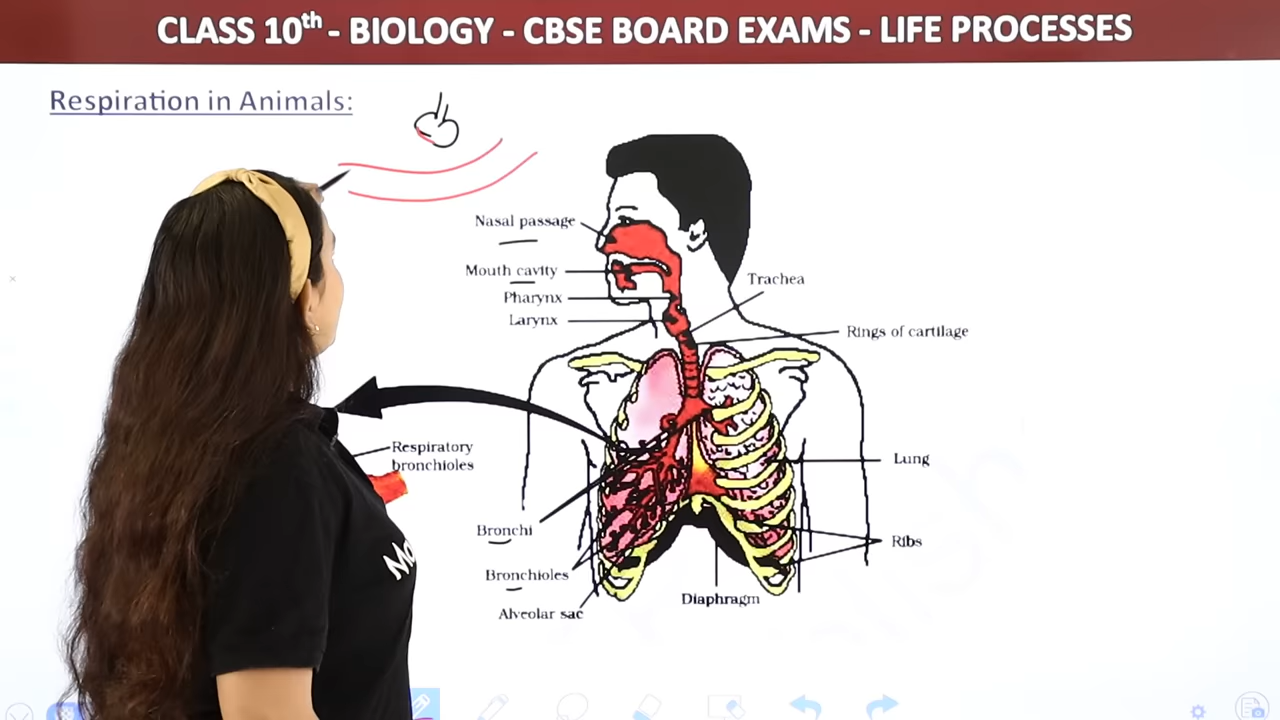 CLASS 10th - BIOLOGY - CBSE BOARD EXAMS - LIFE PROCESSES
Respiration in Animals:
Nasal passage
Mouth cavity
Pharynx
Larynx
Trachea
Rings of cartilage
Respiratory
bronchioles
Lung
Bronchi
Ribs
Bronchioles
Diaphragm
Alveolar sac